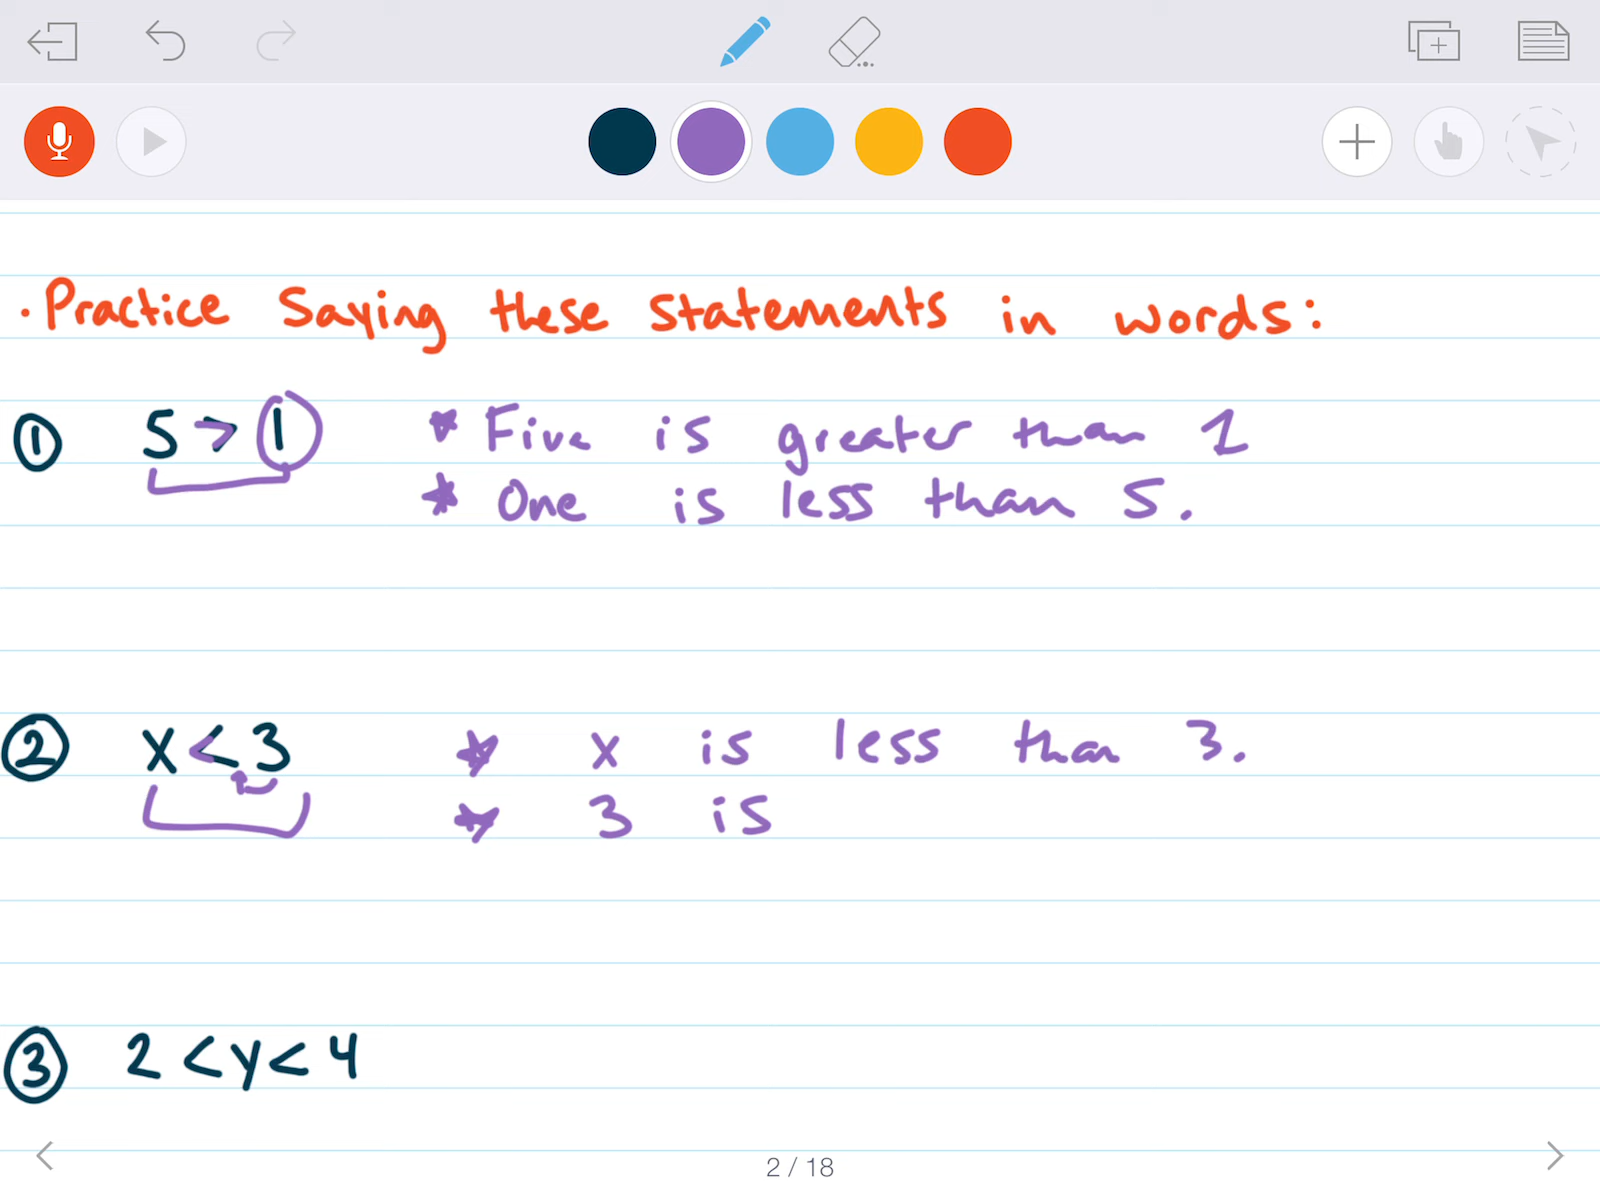 · Practice Saying these statements in words:
① 5 > 1 * Five is greater than 1
* One is less than 5.
② x < 3 * x is less than 3.
* 3 is
③ 2 < y < 4
2 / 18